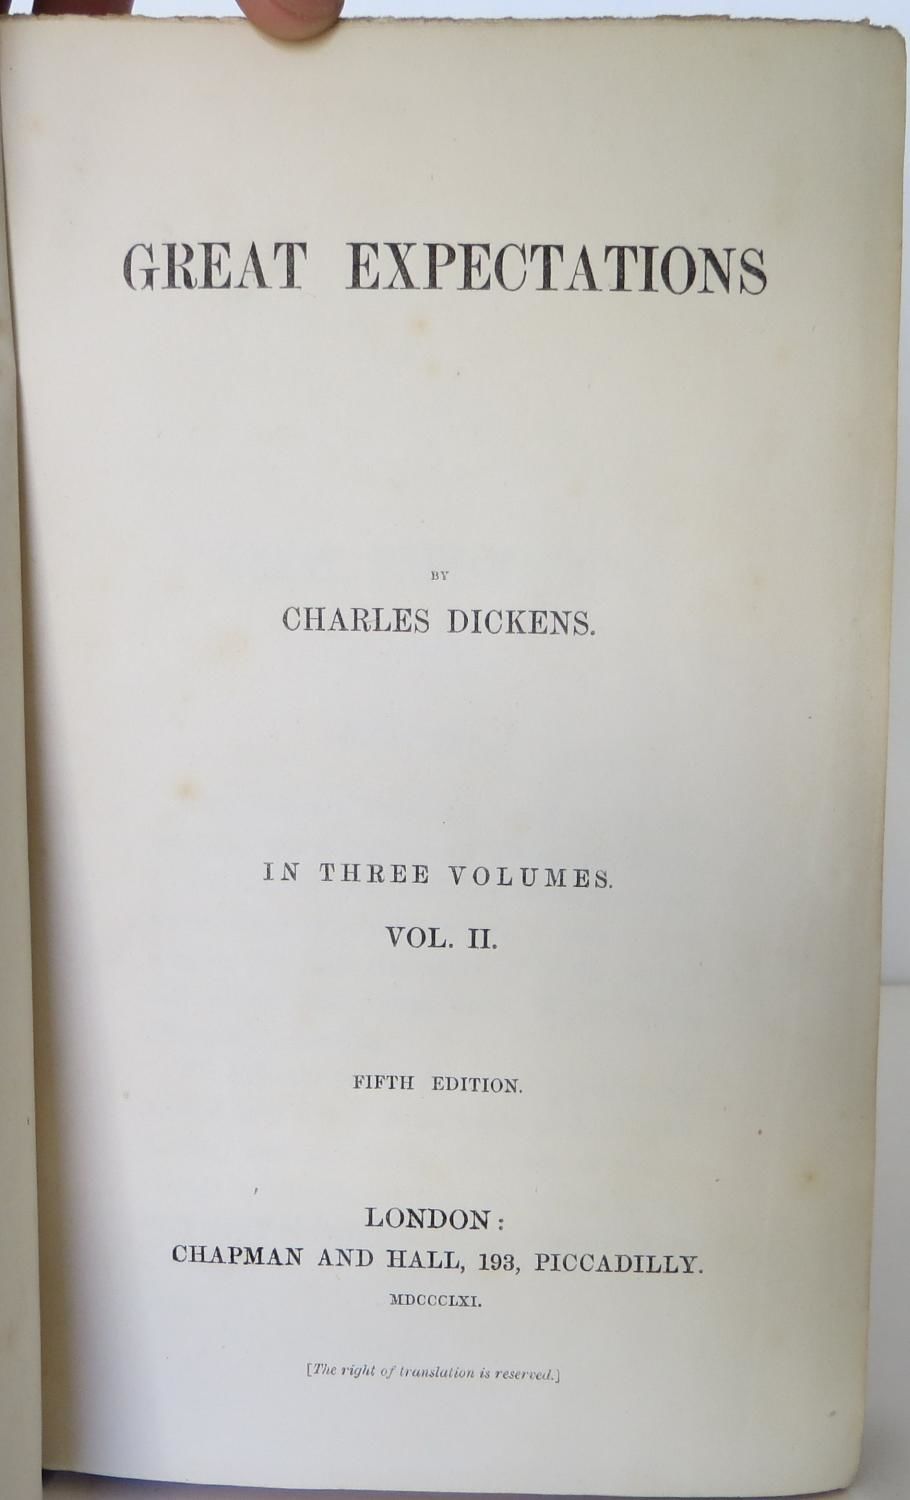 GREAT EXPECTATIONS
BY
CHARLES DICKENS.
IN THREE VOLUMES.
VOL. II.
FIFTH EDITION.
LONDON:
CHAPMAN AND HALL, 193, PICCADILLY.
MDCCCLXI.
[The right of translation is reserved.]